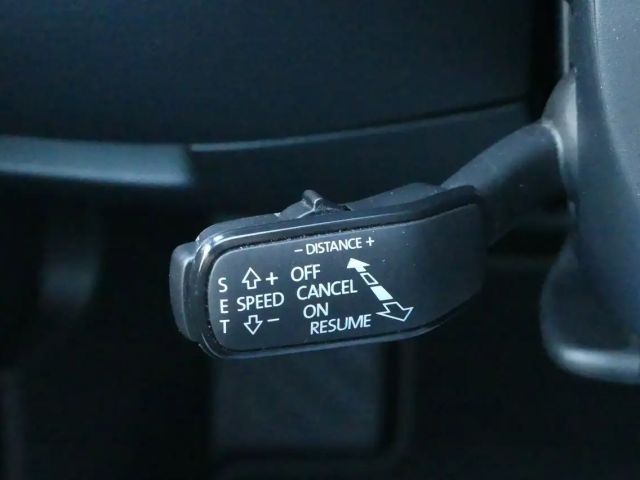 - DISTANCE +
S + OFF
E SPEED CANCEL
T - ON
RESUME